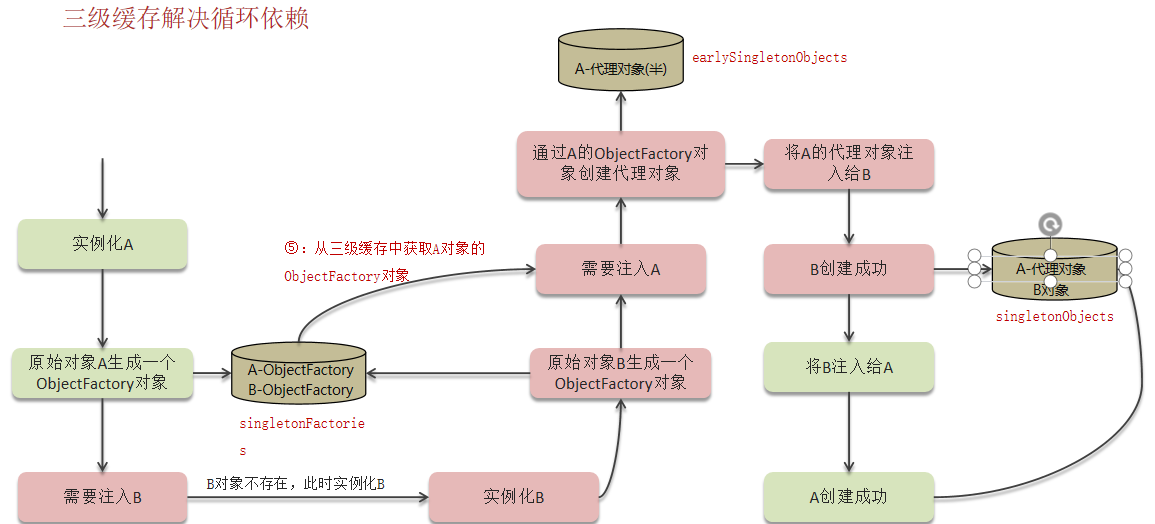 三级缓存解决循环依赖
A-代理对象(半)
earlySingletonObjects
通过A的ObjectFactory对
象创建代理对象
将A的代理对象注
入给B
实例化A
⑤：从三级缓存中获取A对象的
ObjectFactory对象
需要注入A
B创建成功
A-代理对象
B对象
singletonObjects
原始对象A生成一个
ObjectFactory对象
A-ObjectFactory
B-ObjectFactory
singletonFactorie
s
原始对象B生成一个
ObjectFactory对象
将B注入给A
需要注入B
B对象不存在，此时实例化B
实例化B
A创建成功